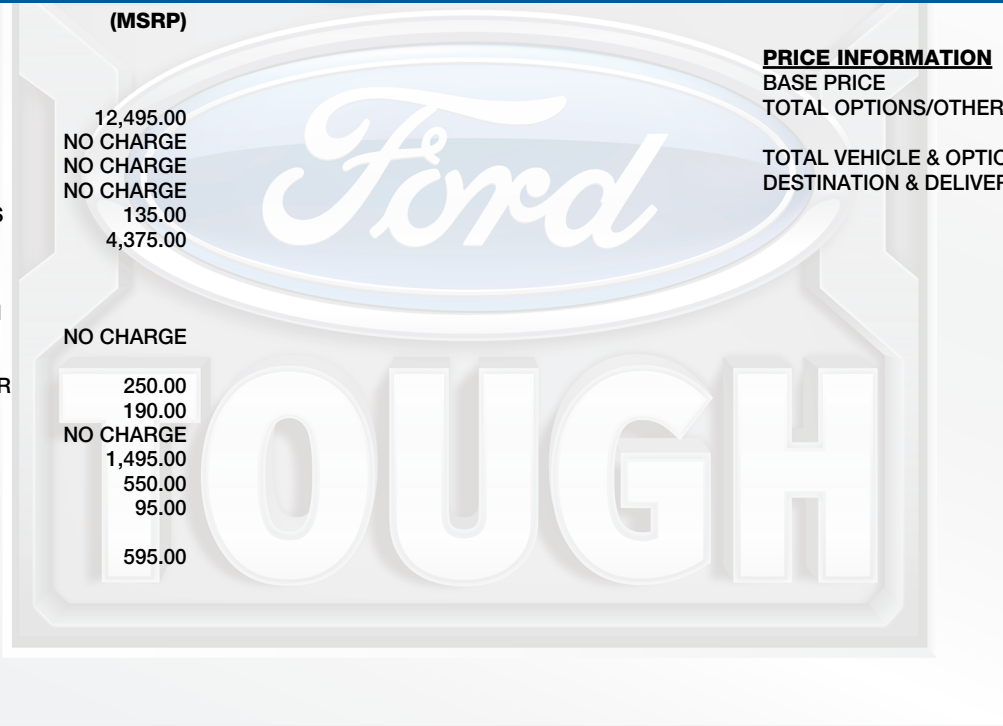 (MSRP)
12,495.00
NO CHARGE
NO CHARGE
NO CHARGE
S 135.00
4,375.00
NO CHARGE
R 250.00
190.00
NO CHARGE
1,495.00
550.00
95.00
595.00
PRICE INFORMATION
BASE PRICE
TOTAL OPTIONS/OTHER
TOTAL VEHICLE & OPTIO
DESTINATION & DELIVER
Ford
TOUGH